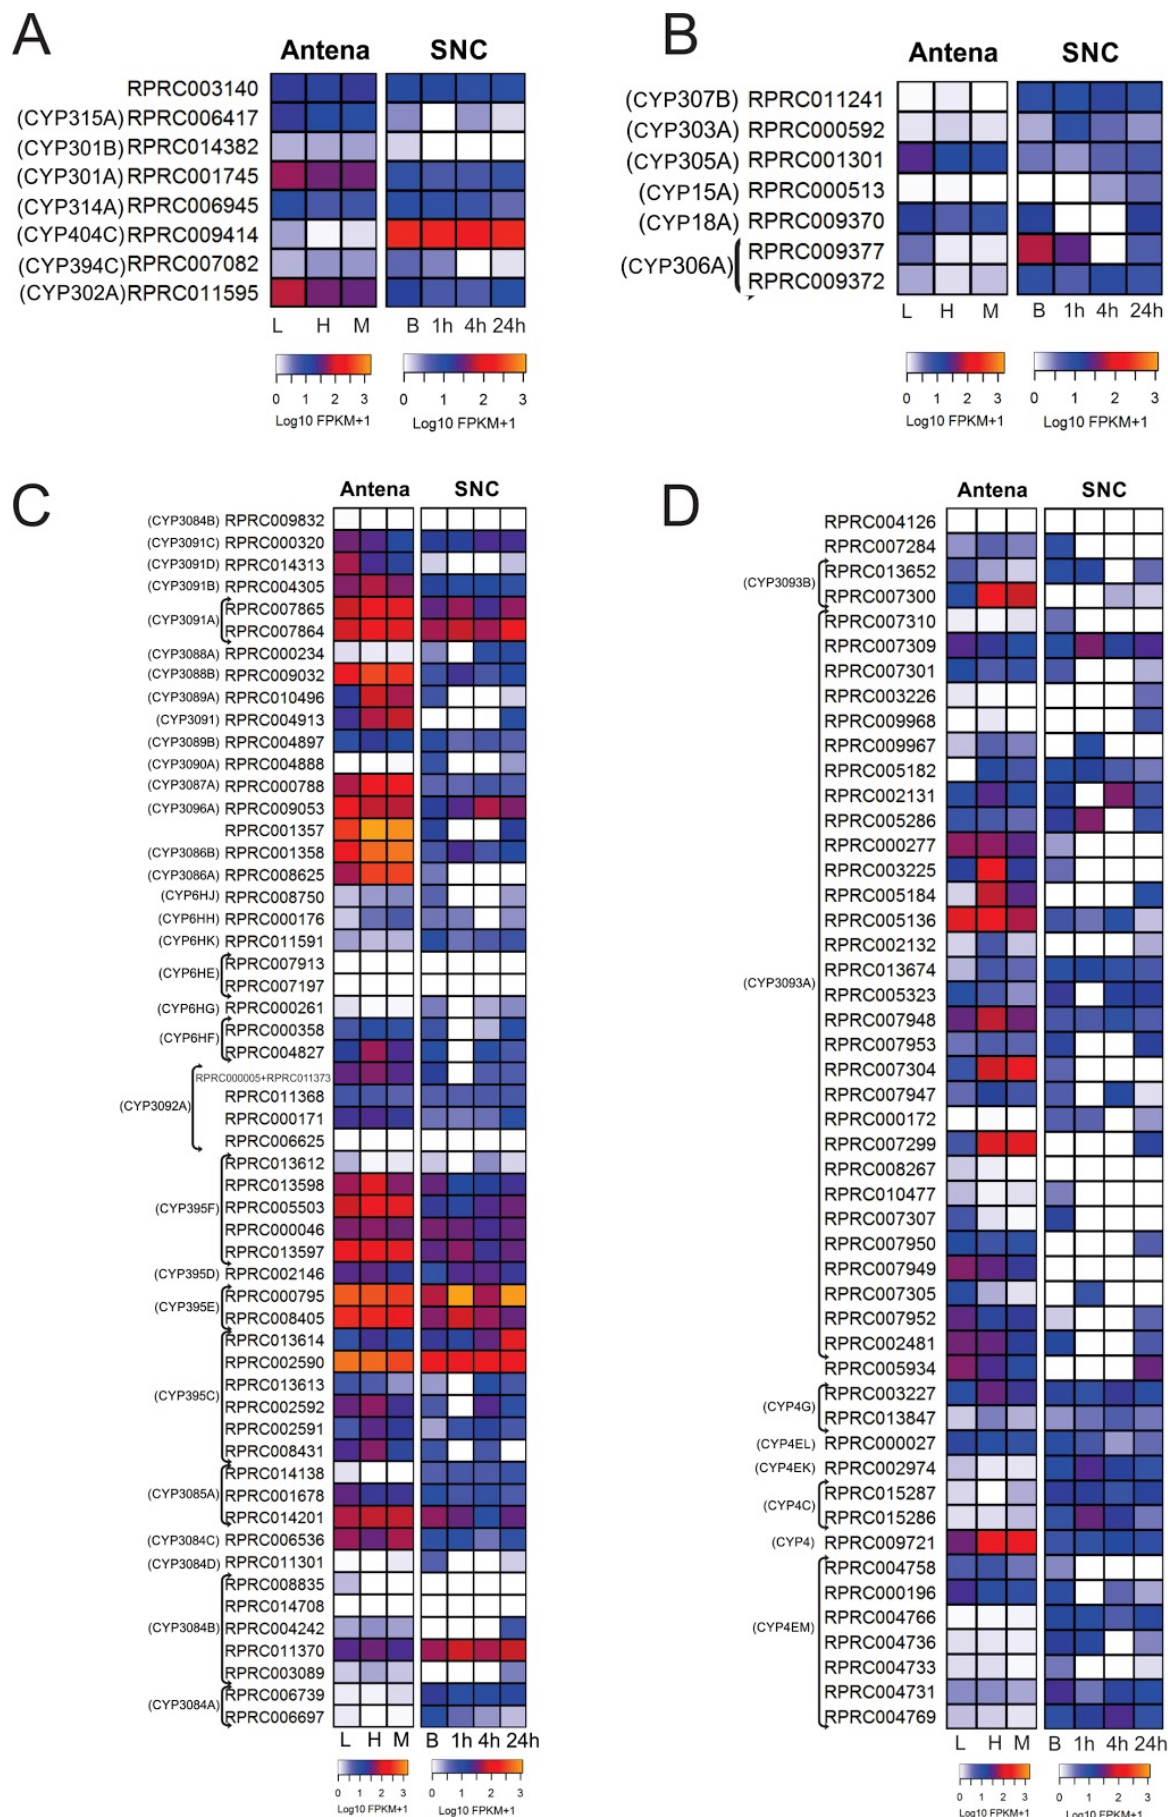 A
Antena SNC
RPRC003140
(CYP315A) RPRC006417
(CYP301B) RPRC014382
(CYP301A) RPRC001745
(CYP314A) RPRC006945
(CYP404C) RPRC009414
(CYP394C) RPRC007082
(CYP302A) RPRC011595
L H M B 1h 4h 24h
0 1 2 3 0 1 2 3
Log10 FPKM+1 Log10 FPKM+1
B
Antena SNC
(CYP307B) RPRC011241
(CYP303A) RPRC000592
(CYP305A) RPRC001301
(CYP15A) RPRC000513
(CYP18A) RPRC009370
(CYP306A) RPRC009377
RPRC009372
L H M B 1h 4h 24h
0 1 2 3 0 1 2 3
Log10 FPKM+1 Log10 FPKM+1
C
Antena SNC
(CYP3084B) RPRC009832
(CYP3091C) RPRC000320
(CYP3091D) RPRC014313
(CYP3091B) RPRC004305
(CYP3091A) RPRC007865
RPRC007864
(CYP3088A) RPRC000234
(CYP3088B) RPRC009032
(CYP3089A) RPRC010496
(CYP3091) RPRC004913
(CYP3089B) RPRC004897
(CYP3090A) RPRC004888
(CYP3087A) RPRC000788
(CYP3096A) RPRC009053
RPRC001357
(CYP3086B) RPRC001358
(CYP3086A) RPRC008625
(CYP6HJ) RPRC008750
(CYP6HH) RPRC000176
(CYP6HK) RPRC011591
(CYP6HE) RPRC007913
RPRC007197
(CYP6HG) RPRC000261
(CYP6HF) RPRC000358
RPRC004827
RPRC000005+RPRC011373
(CYP3092A) RPRC011368
RPRC000171
RPRC006625
RPRC013612
RPRC013598
(CYP395F) RPRC005503
RPRC000046
RPRC013597
(CYP395D) RPRC002146
(CYP395E) RPRC000795
RPRC008405
RPRC013614
RPRC002590
(CYP395C) RPRC013613
RPRC002592
RPRC002591
RPRC008431
RPRC014138
(CYP3085A) RPRC001678
RPRC014201
(CYP3084C) RPRC006536
(CYP3084D) RPRC011301
RPRC008835
RPRC014708
(CYP3084B) RPRC004242
RPRC011370
RPRC003089
(CYP3084A) RPRC006739
RPRC006697
L H M B 1h 4h 24h
0 1 2 3 0 1 2 3
Log10 FPKM+1 Log10 FPKM+1
D
Antena SNC
RPRC004126
RPRC007284
(CYP3093B) RPRC013652
RPRC007300
RPRC007310
RPRC007309
RPRC007301
RPRC003226
RPRC009968
RPRC009967
RPRC005182
RPRC002131
RPRC005286
RPRC000277
RPRC003225
RPRC005184
RPRC005136
RPRC002132
RPRC013674
(CYP3093A) RPRC005323
RPRC007948
RPRC007953
RPRC007304
RPRC007947
RPRC000172
RPRC007299
RPRC008267
RPRC010477
RPRC007307
RPRC007950
RPRC007949
RPRC007305
RPRC007952
RPRC002481
RPRC005934
(CYP4G) RPRC003227
RPRC013847
(CYP4EL) RPRC000027
(CYP4EK) RPRC002974
(CYP4C) RPRC015287
RPRC015286
(CYP4) RPRC009721
RPRC004758
RPRC000196
RPRC004766
(CYP4EM) RPRC004736
RPRC004733
RPRC004731
RPRC004769
L H M B 1h 4h 24h
0 1 2 3 0 1 2 3
Log10 FPKM+1 Log10 FPKM+1